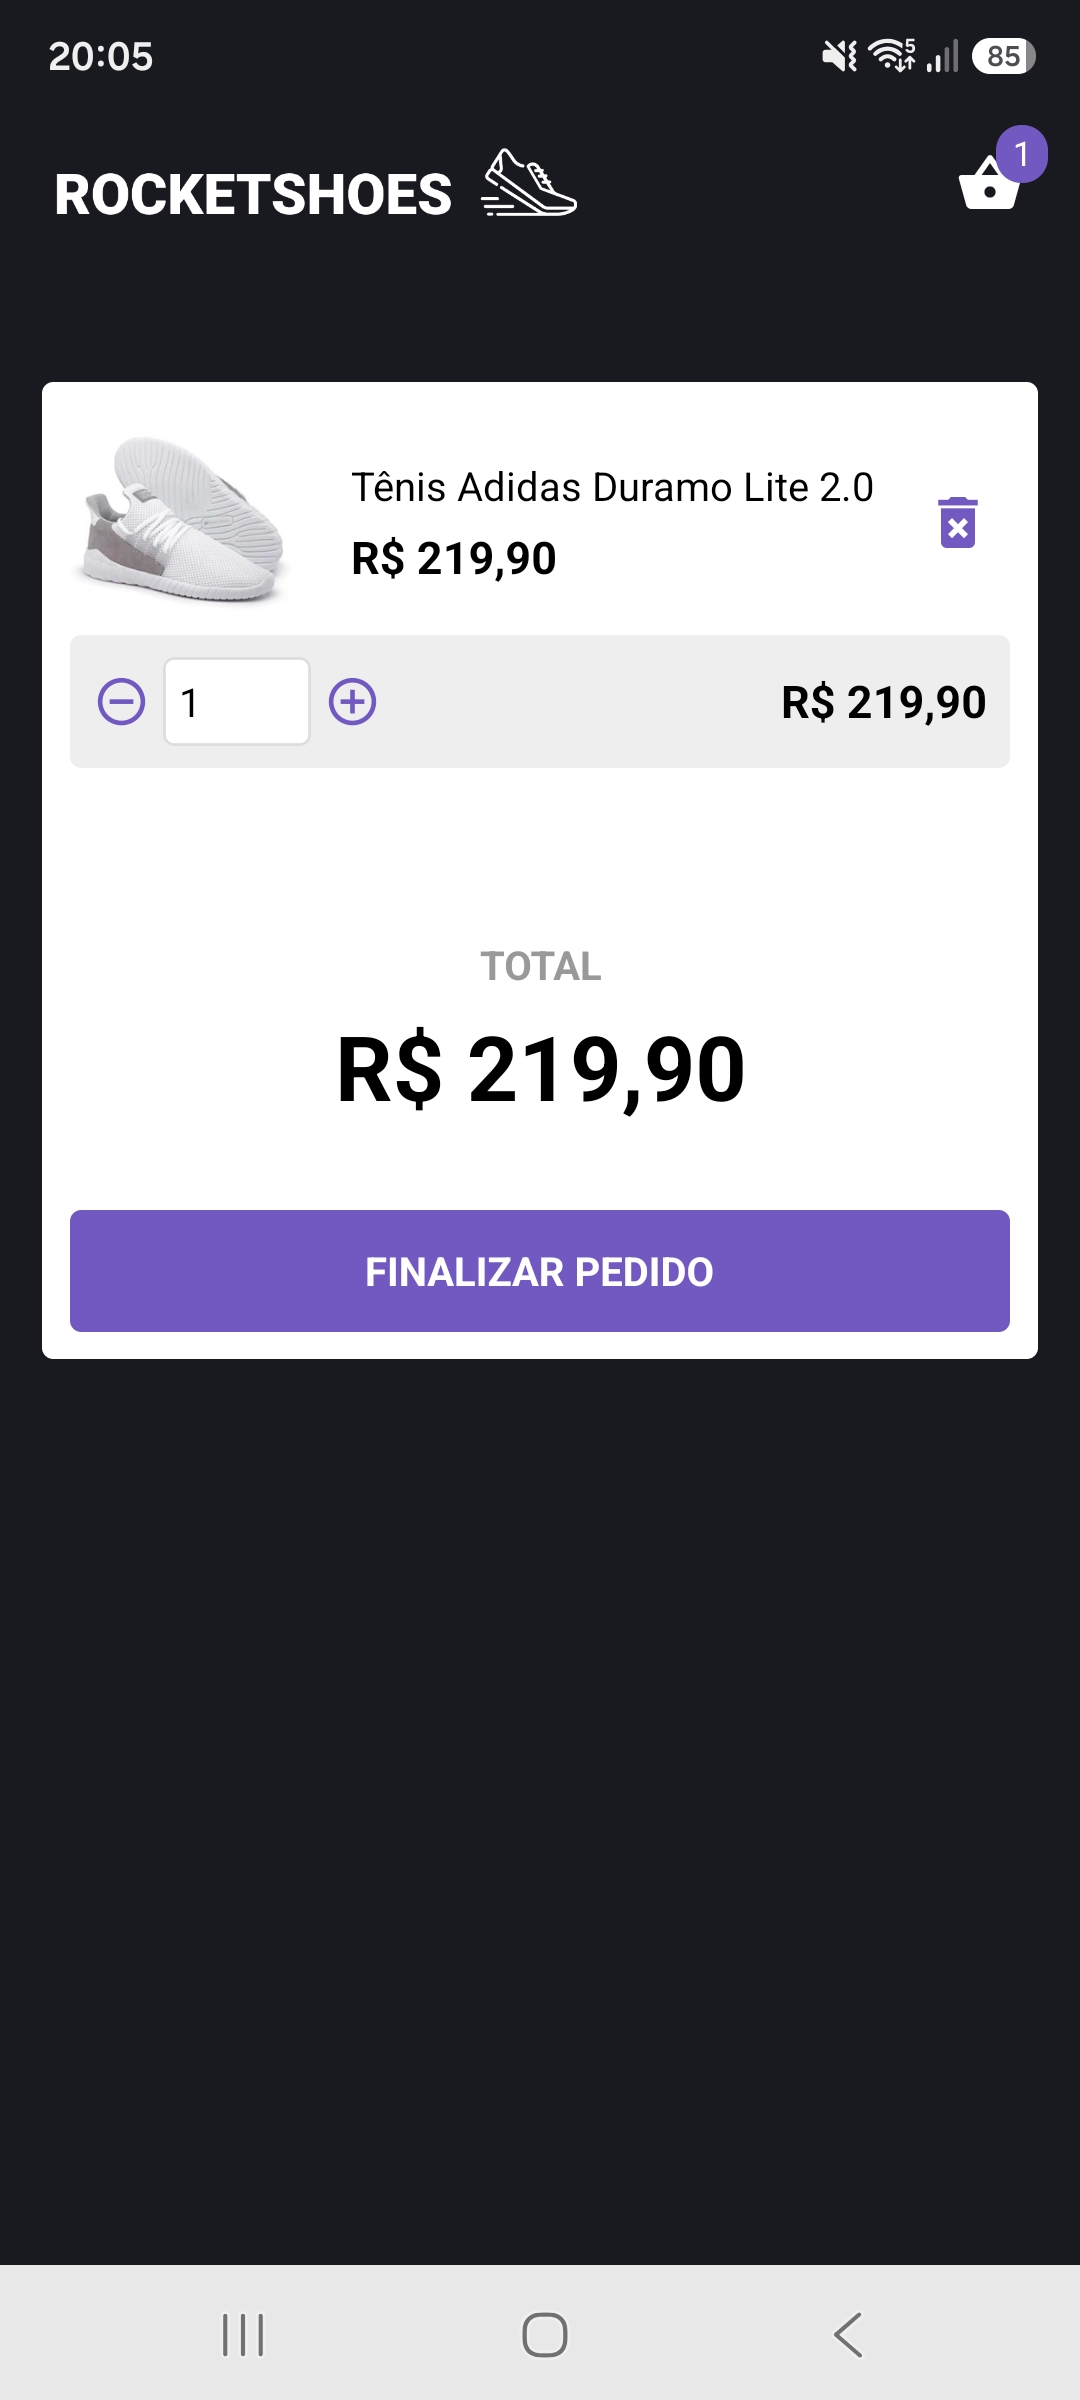 20:05
5
85
ROCKETSHOES
1
Tênis Adidas Duramo Lite 2.0
R$ 219,90
1
R$ 219,90
TOTAL
R$ 219,90
FINALIZAR PEDIDO